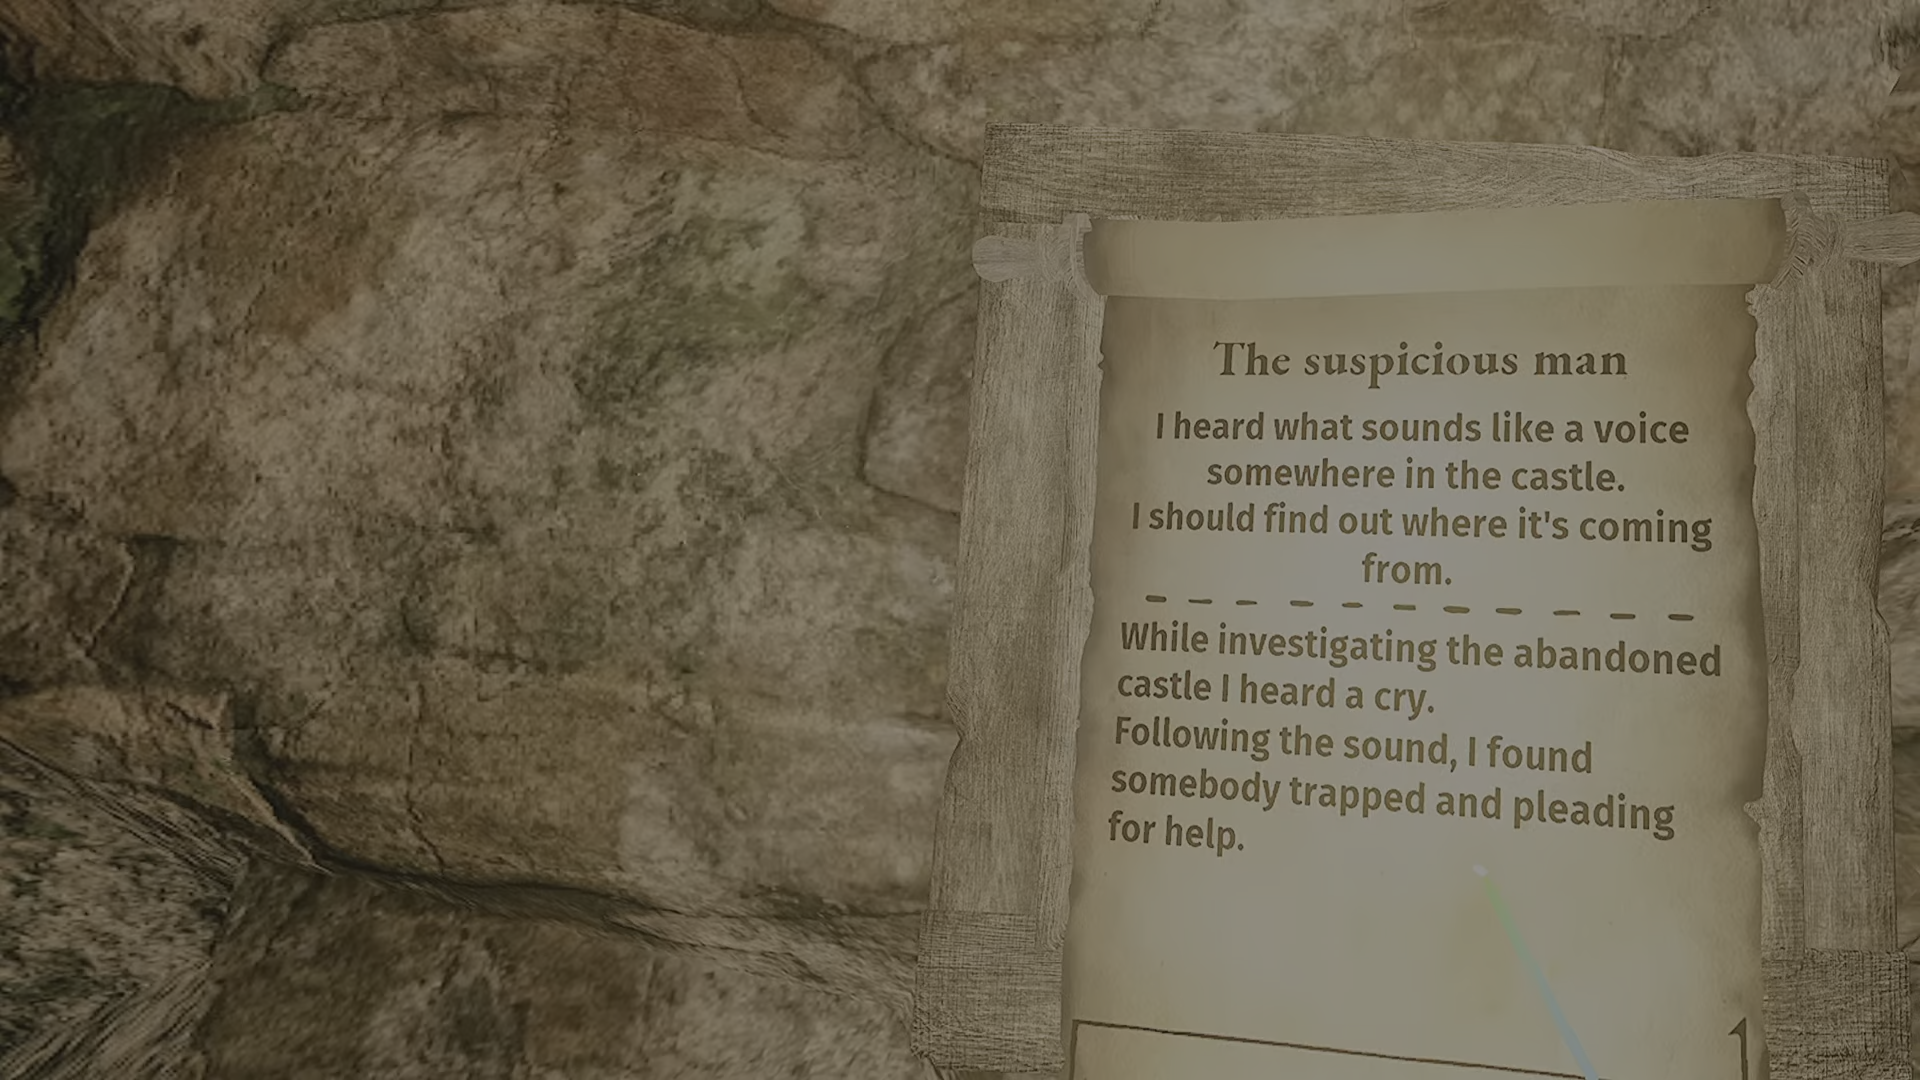 The suspicious man
I heard what sounds like a voice
somewhere in the castle.
I should find out where it's coming
from.
While investigating the abandoned
castle I heard a cry.
Following the sound, I found
somebody trapped and pleading
for help.